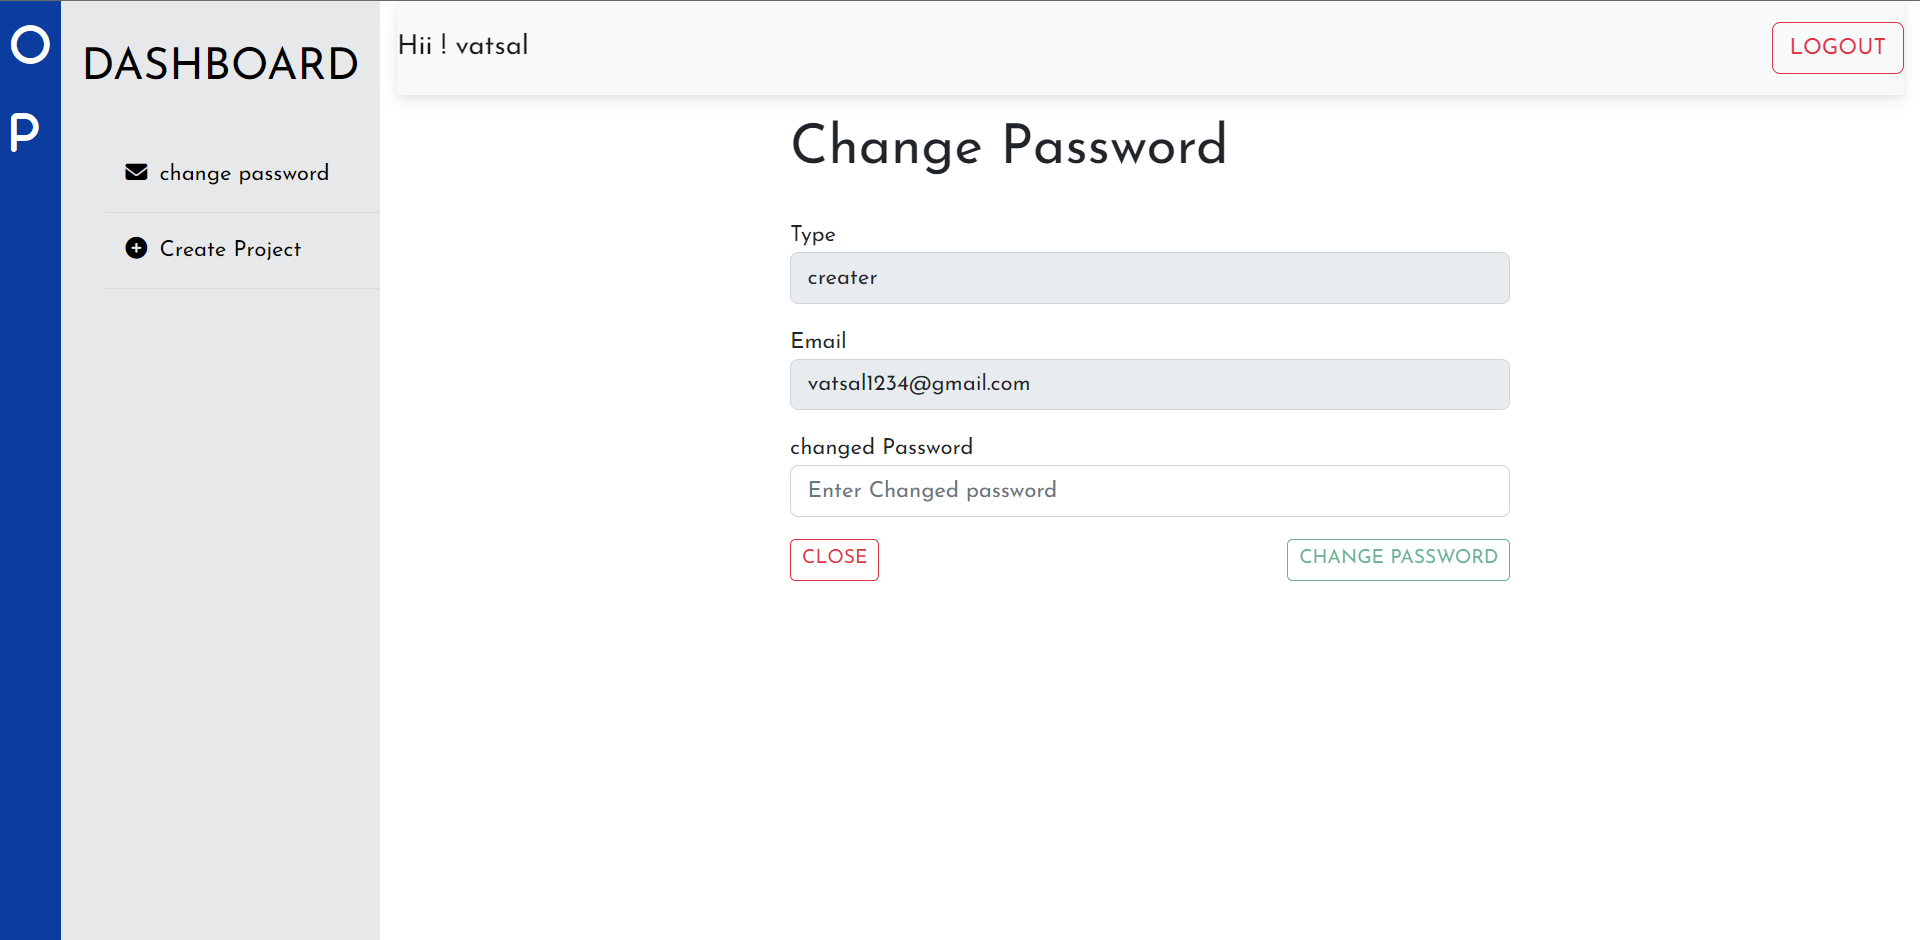 O
P
DASHBOARD
change password
Create Project
Hii ! vatsal
LOGOUT
Change Password
Type
creater
Email
vatsal1234@gmail.com
changed Password
Enter Changed password
CLOSE
CHANGE PASSWORD